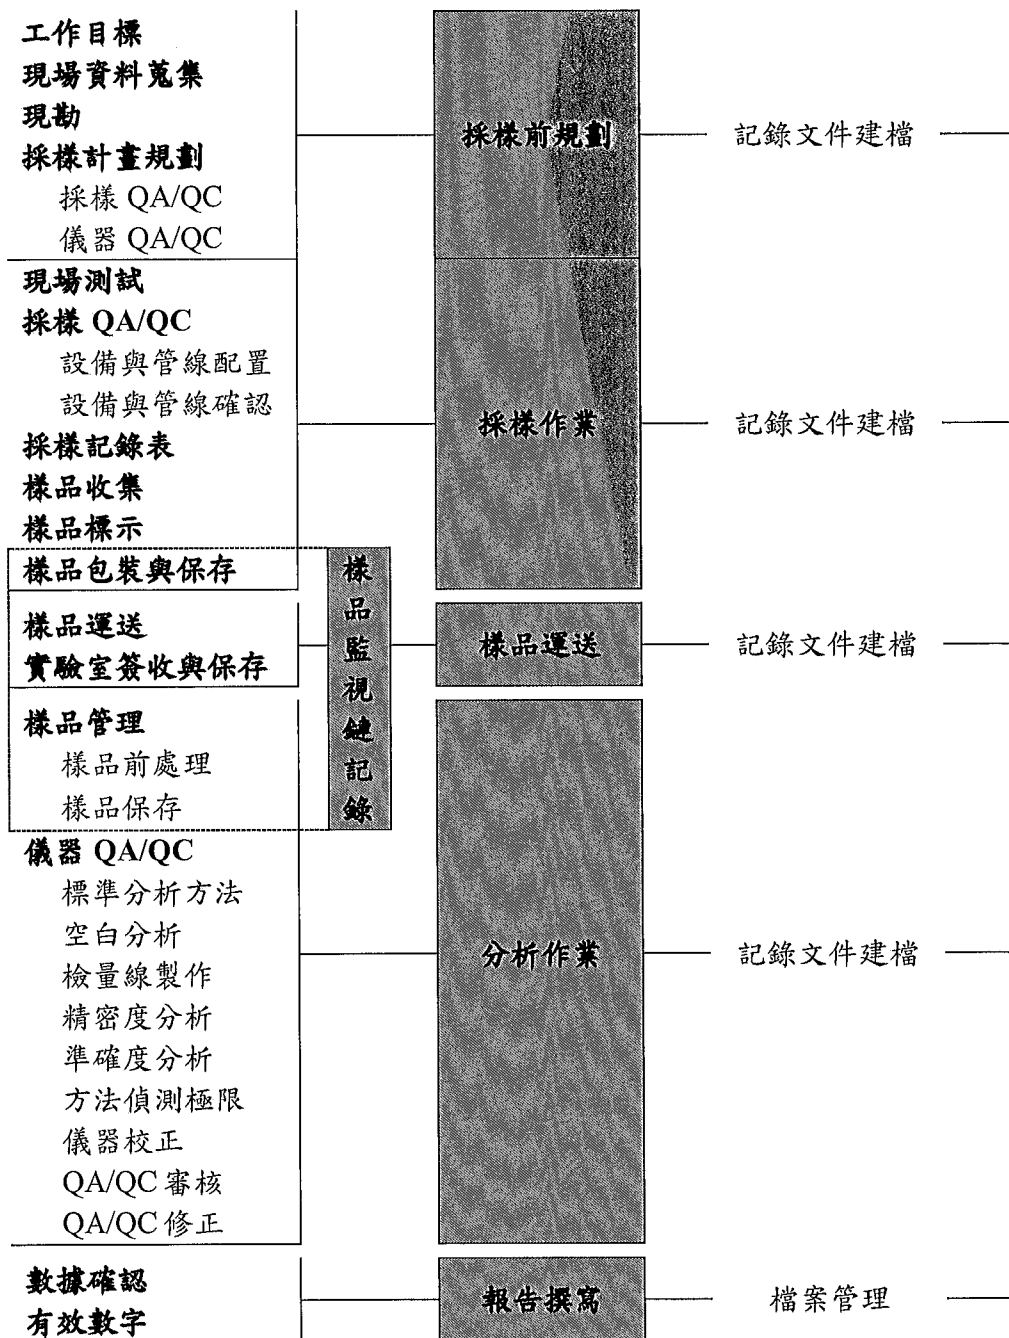 工作目標
現場資料蒐集
現勘
採樣計畫規劃
採樣 QA/QC
儀器 QA/QC
採樣前規劃
記錄文件建檔
現場測試
採樣 QA/QC
設備與管線配置
設備與管線確認
採樣記錄表
樣品收集
樣品標示
樣品包裝與保存
採樣作業
記錄文件建檔
樣品運送
實驗室簽收與保存
樣品監視鏈記錄
樣品運送
記錄文件建檔
樣品管理
樣品前處理
樣品保存
儀器 QA/QC
標準分析方法
空白分析
檢量線製作
精密度分析
準確度分析
方法偵測極限
儀器校正
QA/QC 審核
QA/QC 修正
分析作業
記錄文件建檔
數據確認
有效數字
報告撰寫
檔案管理